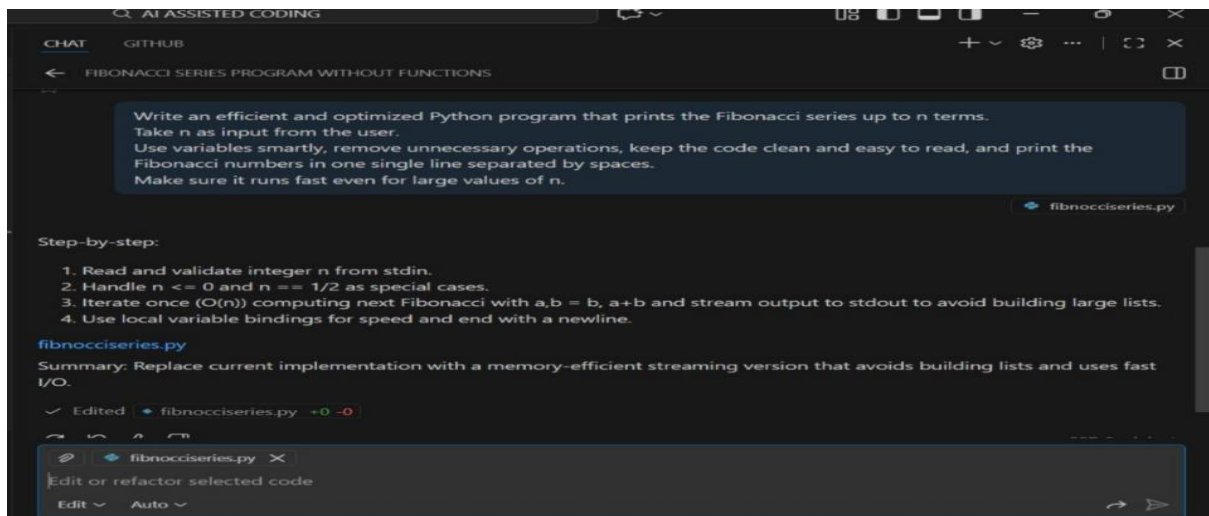 AI ASSISTED CODING
CHAT GITHUB
FIBONACCI SERIES PROGRAM WITHOUT FUNCTIONS
Write an efficient and optimized Python program that prints the Fibonacci series up to n terms.
Take n as input from the user.
Use variables smartly, remove unnecessary operations, keep the code clean and easy to read, and print the
Fibonacci numbers in one single line separated by spaces.
Make sure it runs fast even for large values of n.
fibnocciseries.py
Step-by-step:
1. Read and validate integer n from stdin.
2. Handle n <= 0 and n == 1/2 as special cases.
3. Iterate once (O(n)) computing next Fibonacci with a,b = b, a+b and stream output to stdout to avoid building large lists.
4. Use local variable bindings for speed and end with a newline.
fibnocciseries.py
Summary: Replace current implementation with a memory-efficient streaming version that avoids building lists and uses fast
I/O.
Edited fibnocciseries.py +0 -0
fibnocciseries.py
Edit or refactor selected code
Edit Auto